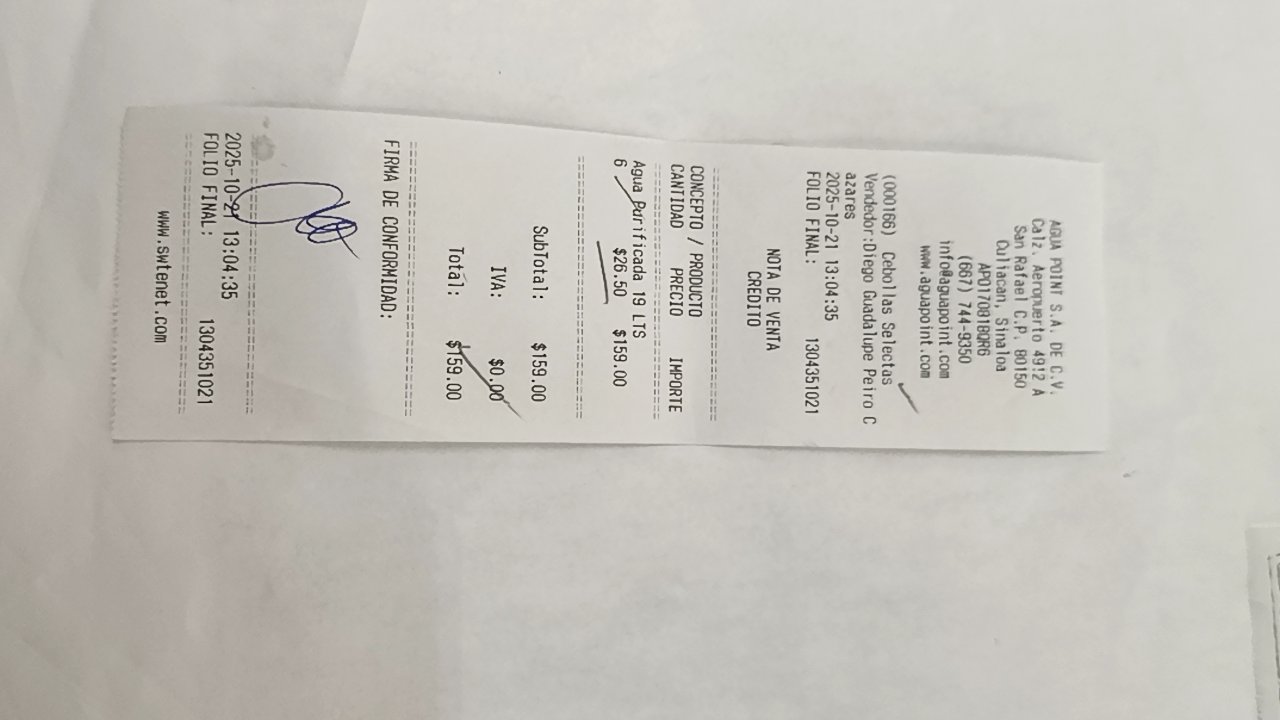 AGUA POINT S.A. DE C.V.
Calz. Aeropuerto 4912 A
San Rafael C.P. 80150
Culiacan, Sinaloa
APO170818QR6
(667) 744-9350
info@aguapoint.com
www.aguapoint.com
(000166) Cebollas Selectas
Vendedor:Diego Guadalupe Peiro C
azares
2025-10-21 13:04:35
FOLIO FINAL: 1304351021
NOTA DE VENTA
CREDITO
CONCEPTO / PRODUCTO
CANTIDAD PRECIO IMPORTE
Agua Purificada 19 LTS
6 $26.50 $159.00
SubTotal: $159.00
IVA: $0.00
Total: $159.00
FIRMA DE CONFORMIDAD:
2025-10-21 13:04:35
FOLIO FINAL: 1304351021
www.swtenet.com